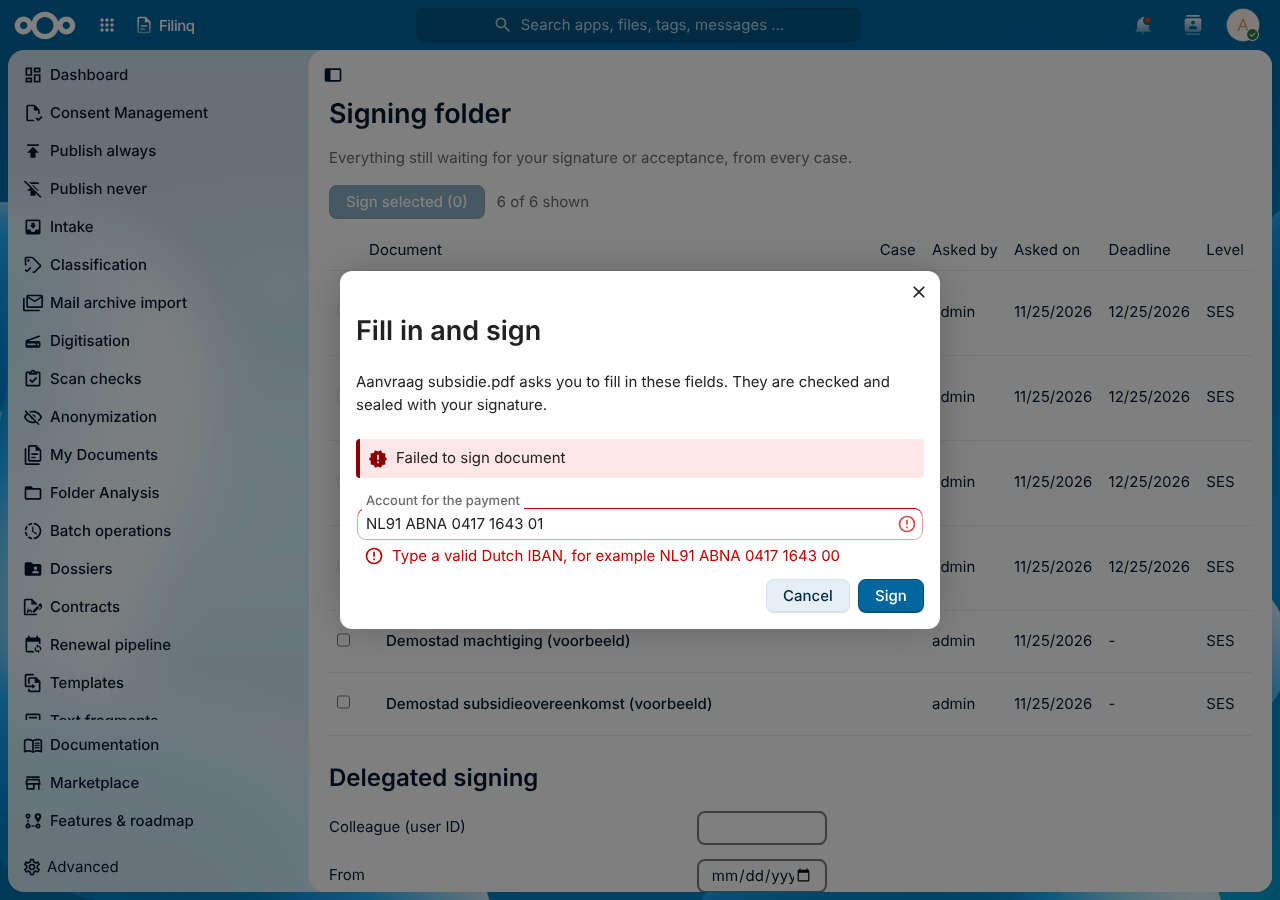 Filinq
Search apps, files, tags, messages ...
A
Dashboard
Consent Management
Publish always
Publish never
Intake
Classification
Mail archive import
Digitisation
Scan checks
Anonymization
My Documents
Folder Analysis
Batch operations
Dossiers
Contracts
Renewal pipeline
Templates
Text fragments
Documentation
Marketplace
Features & roadmap
Advanced
Signing folder
Everything still waiting for your signature or acceptance, from every case.
Sign selected (0)
6 of 6 shown
Document Case Asked by Asked on Deadline Level
11/25/2026 12/25/2026 SES
11/25/2026 12/25/2026 SES
11/25/2026 12/25/2026 SES
11/25/2026 12/25/2026 SES
Fill in and sign
Aanvraag subsidie.pdf asks you to fill in these fields. They are checked and
sealed with your signature.
Failed to sign document
Account for the payment
NL91 ABNA 0417 1643 01
Type a valid Dutch IBAN, for example NL91 ABNA 0417 1643 00
Cancel
Sign
Demostad machtiging (voorbeeld) admin 11/25/2026 - SES
Demostad subsidieovereenkomst (voorbeeld) admin 11/25/2026 - SES
Delegated signing
Colleague (user ID)
From
mm/dd/yyy